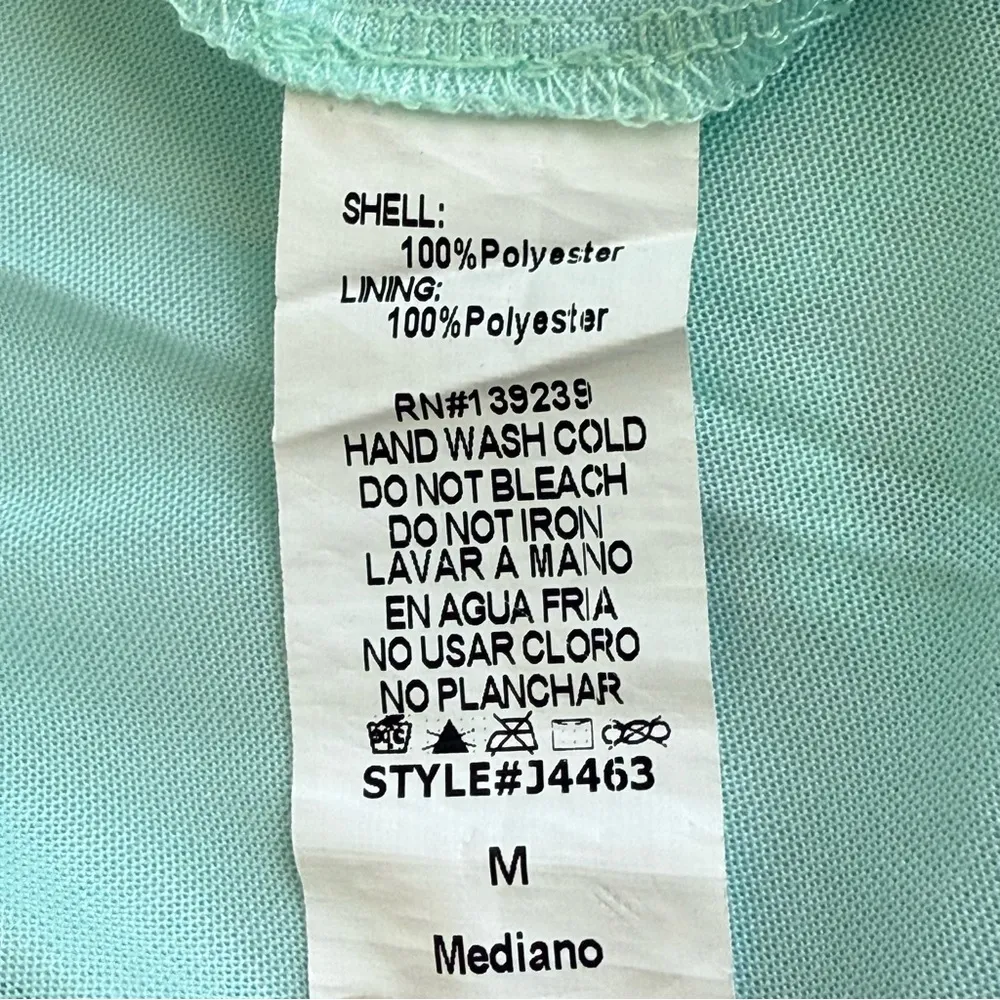 SHELL:
100%Polyester
LINING:
100%Polyester
RN#139239
HAND WASH COLD
DO NOT BLEACH
DO NOT IRON
LAVAR A MANO
EN AGUA FRIA
NO USAR CLORO
NO PLANCHAR
STYLE#J4463
M
Mediano